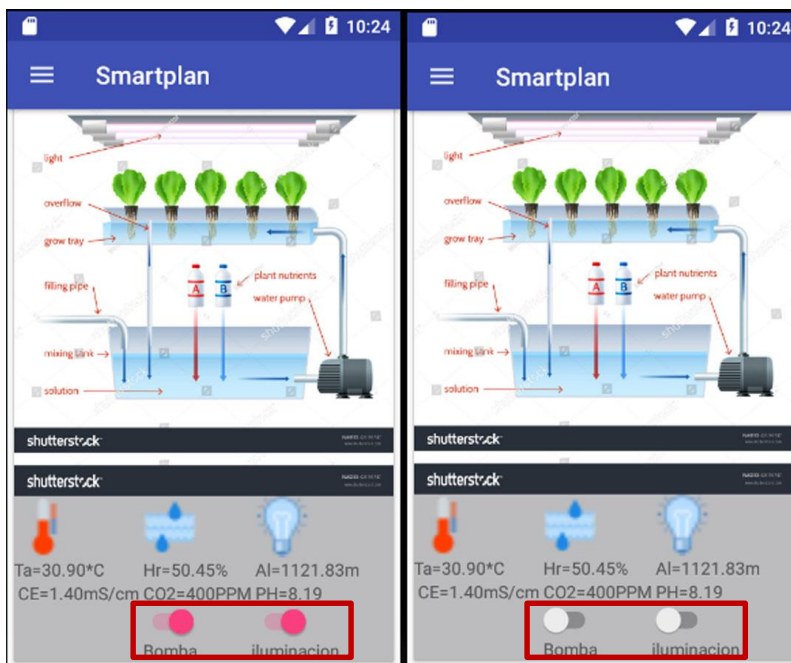 10:24
Smartplan
light
overflow
grow tray
A B
plant nutrients
filling pipe
water pump
mixing tank
solution
shutterstock
shutterstock
Ta=30.90*C Hr=50.45% Al=1121.83m
CE=1.40mS/cm CO2=400PPM PH=8.19
Bomba iluminacion
10:24
Smartplan
light
overflow
grow tray
A B
plant nutrients
filling pipe
water pump
mixing tank
solution
shutterstock
shutterstock
Ta=30.90*C Hr=50.45% Al=1121.83m
CE=1.40mS/cm CO2=400PPM PH=8.19
Bomba iluminacion